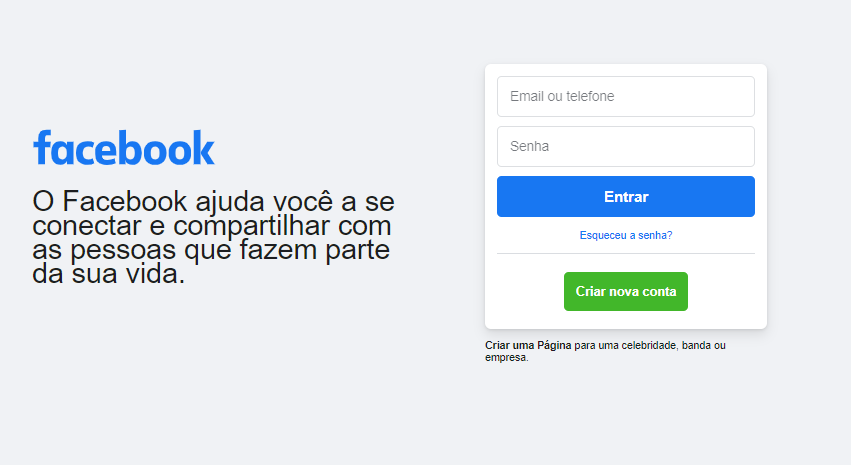 facebook
O Facebook ajuda você a se
conectar e compartilhar com
as pessoas que fazem parte
da sua vida.
Email ou telefone
Senha
Entrar
Esqueceu a senha?
Criar nova conta
Criar uma Página para uma celebridade, banda ou
empresa.